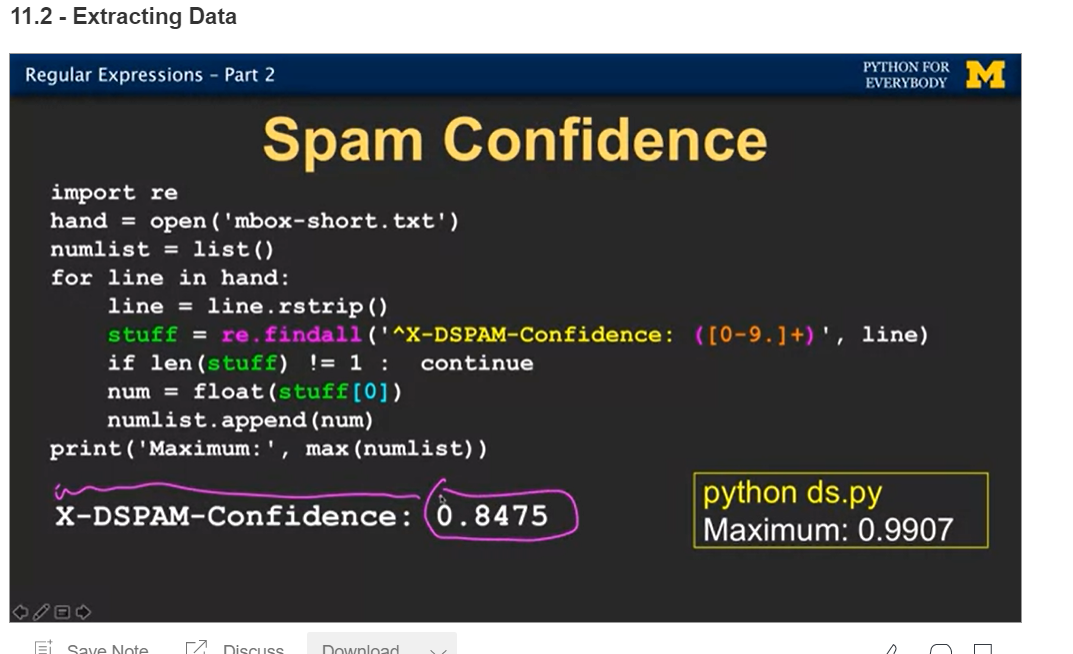 11.2 - Extracting Data
Regular Expressions - Part 2
PYTHON FOR
EVERYBODY
M
Spam Confidence
import re
hand = open('mbox-short.txt')
numlist = list()
for line in hand:
    line = line.rstrip()
    stuff = re.findall('^X-DSPAM-Confidence: ([0-9.]+)', line)
    if len(stuff) != 1 :  continue
    num = float(stuff[0])
    numlist.append(num)
print('Maximum:', max(numlist))
X-DSPAM-Confidence: 0.8475
python ds.py
Maximum: 0.9907
Save Note
Discuss
Download